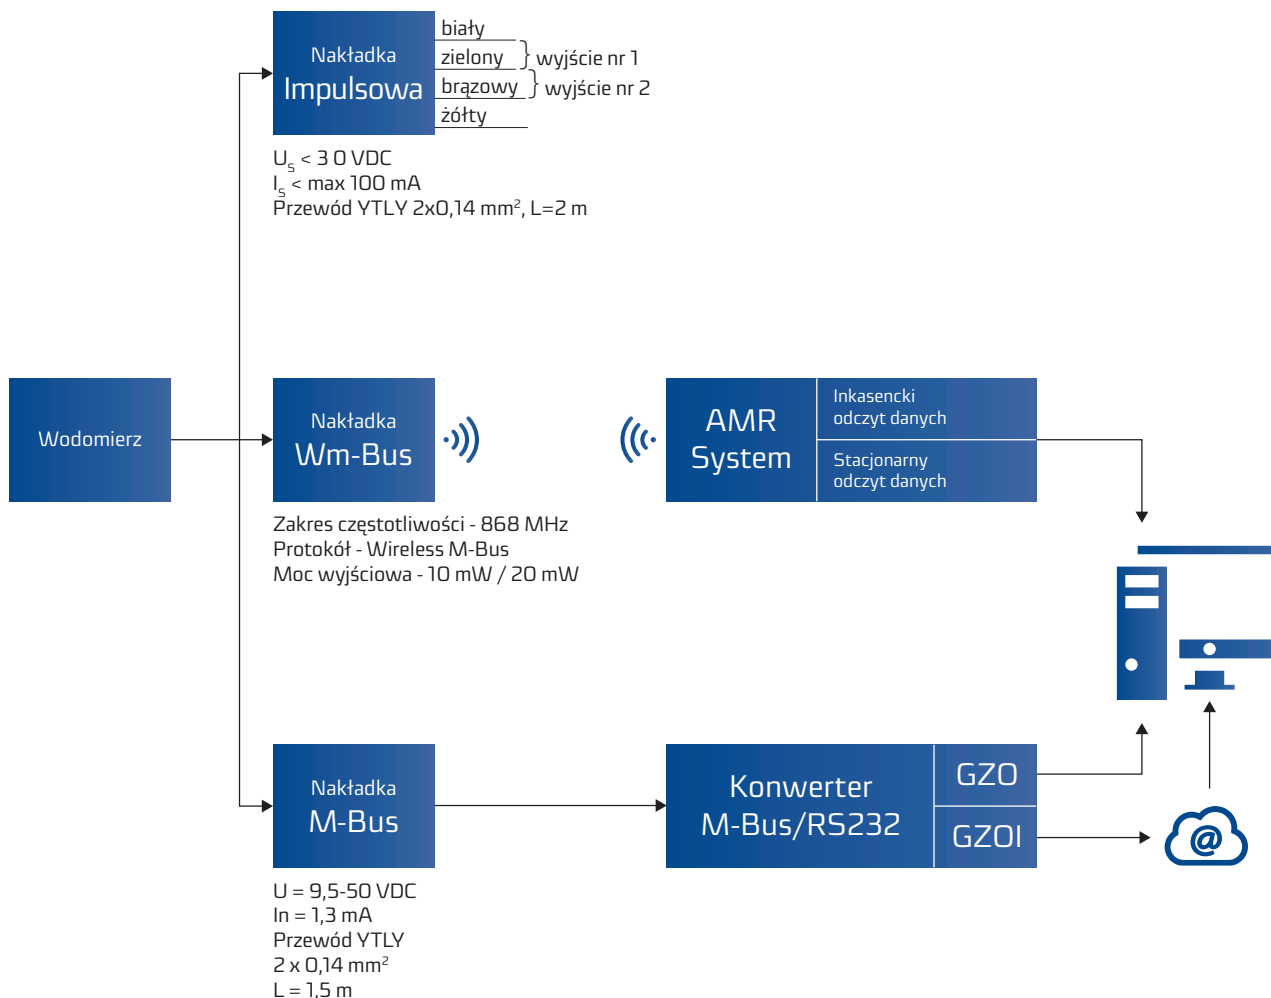 Nakładka
Impulsowa
biały
zielony
brązowy
żółty
wyjście nr 1
wyjście nr 2
U_s < 3 0 VDC
I_s < max 100 mA
Przewód YTLY 2x0,14 mm², L=2 m
Wodomierz
Nakładka
Wm-Bus
AMR
System
Inkasencki
odczyt danych
Stacjonarny
odczyt danych
Zakres częstotliwości - 868 MHz
Protokół - Wireless M-Bus
Moc wyjściowa - 10 mW / 20 mW
Nakładka
M-Bus
Konwerter
M-Bus/RS232
GZO
GZOI
@
U = 9,5-50 VDC
In = 1,3 mA
Przewód YTLY
2 x 0,14 mm²
L = 1,5 m